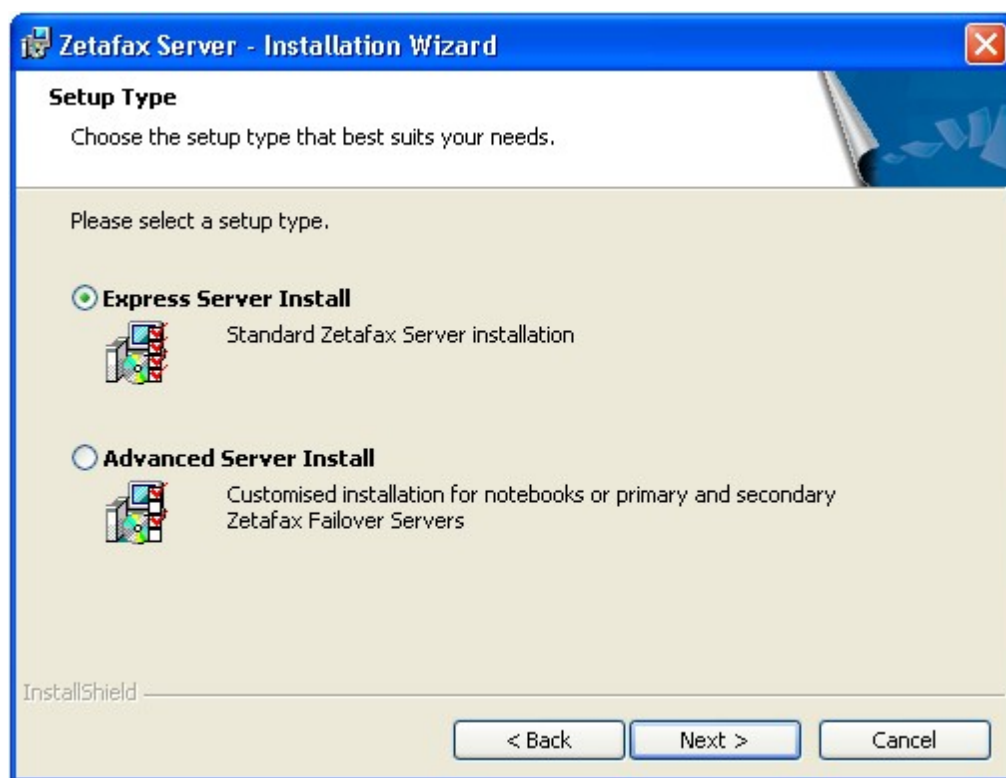 Zetafax Server - Installation Wizard
Setup Type
Choose the setup type that best suits your needs.
Please select a setup type.
Express Server Install
Standard Zetafax Server installation
Advanced Server Install
Customised installation for notebooks or primary and secondary
Zetafax Failover Servers
InstallShield
< Back
Next >
Cancel